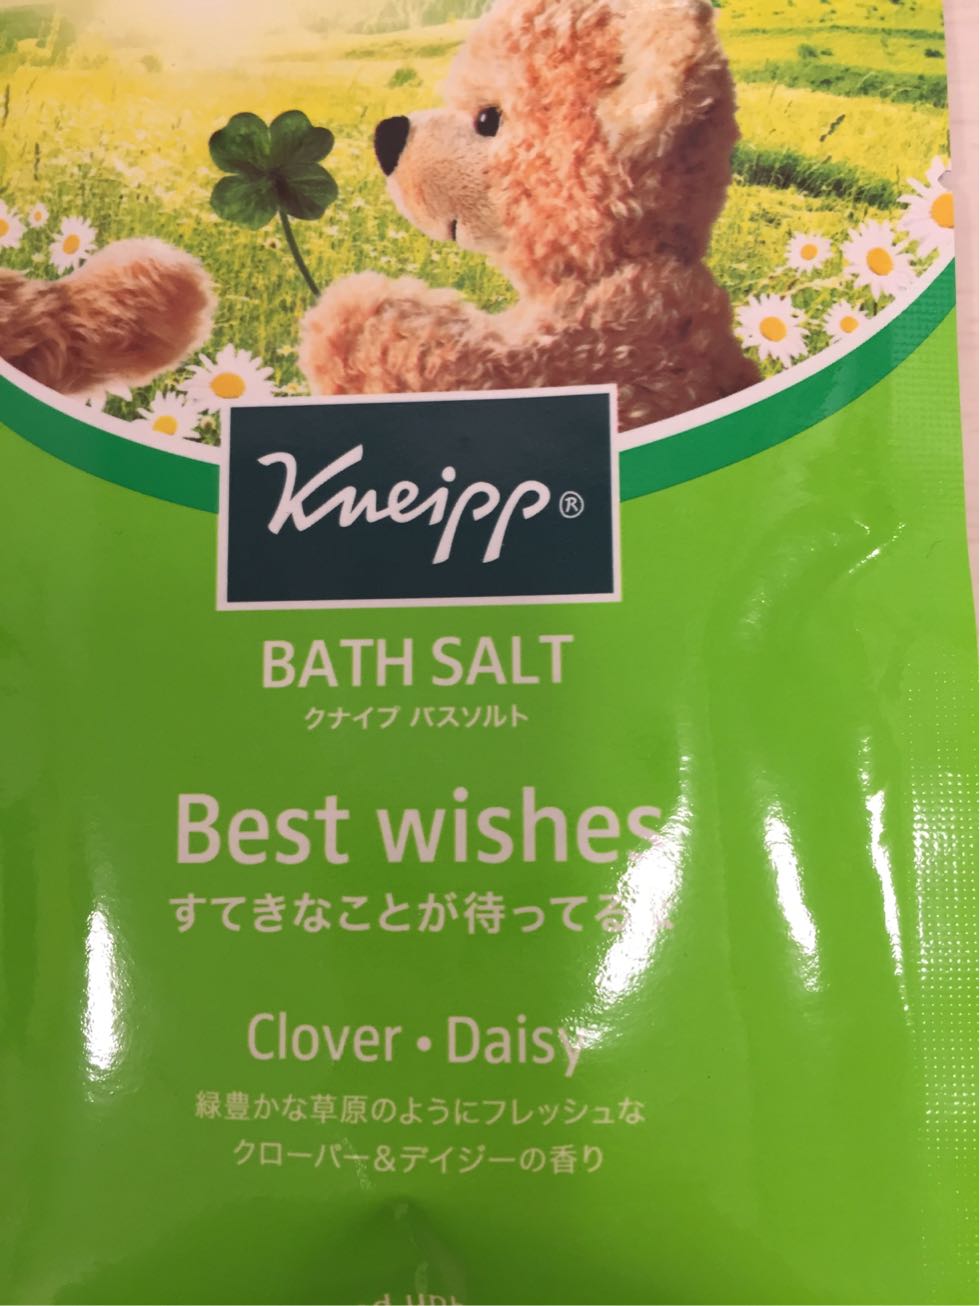 Kneipp®
BATH SALT
クナイプ バスソルト
Best wishes
すてきなことが待ってる
Clover・Daisy
緑豊かな草原のようにフレッシュな
クローバー&デイジーの香り